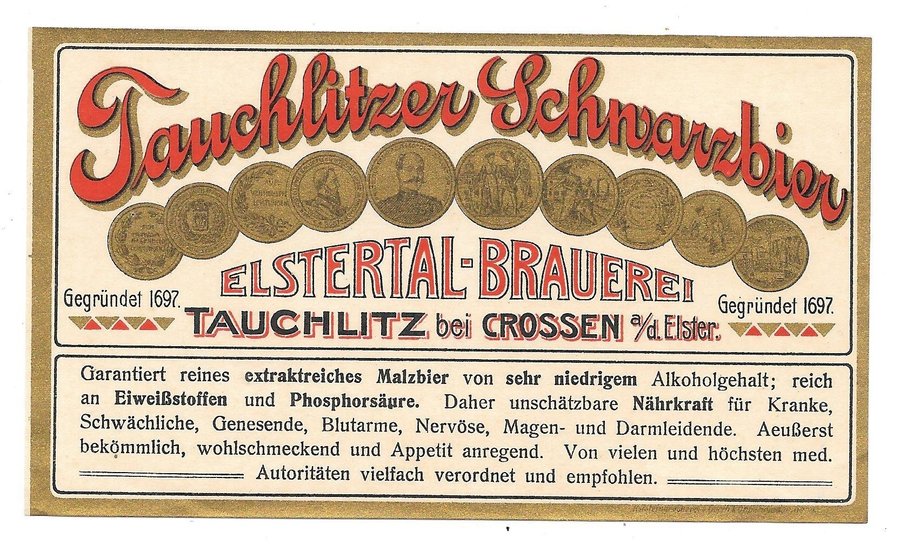 Tauchlitzer Schwarzbier
ELSTERTAL-BRAUEREI
Gegründet 1697.
Gegründet 1697.
TAUCHLITZ bei CROSSEN a/d. Elster.
Garantiert reines extraktreiches Malzbier von sehr niedrigem Alkoholgehalt; reich
an Eiweißstoffen und Phosphorsäure. Daher unschätzbare Nährkraft für Kranke,
Schwächliche, Genesende, Blutarme, Nervöse, Magen- und Darmleidende. Aeußerst
bekömmlich, wohlschmeckend und Appetit anregend. Von vielen und höchsten med.
Autoritäten vielfach verordnet und empfohlen.